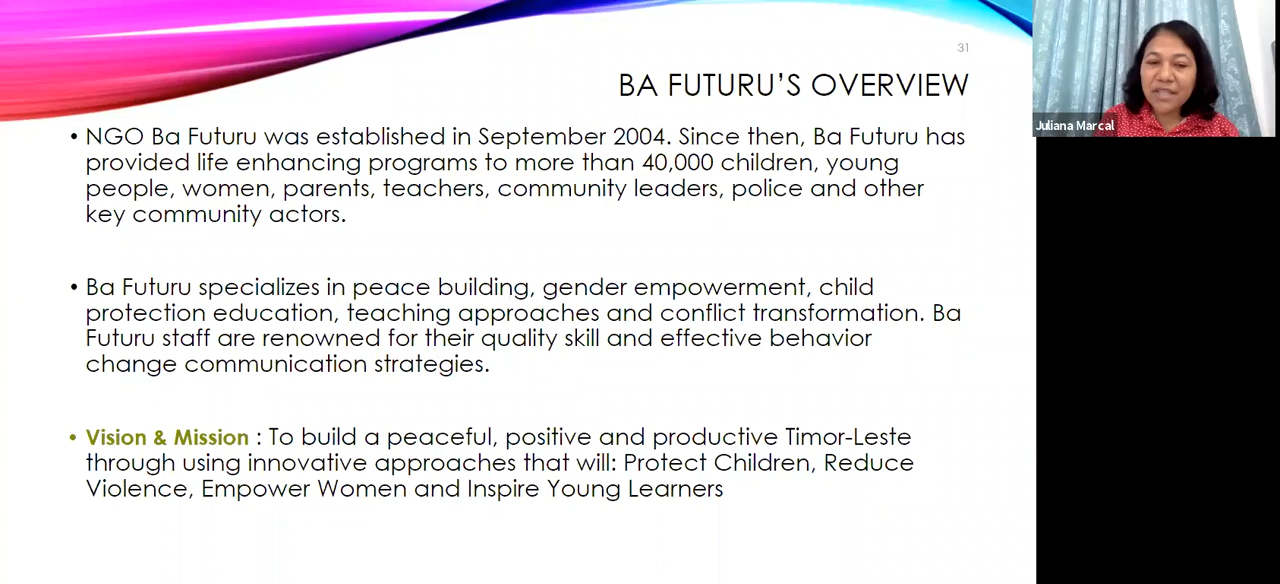 31
BA FUTURU'S OVERVIEW
• NGO Ba Futuru was established in September 2004. Since then, Ba Futuru has
provided life enhancing programs to more than 40,000 children, young
people, women, parents, teachers, community leaders, police and other
key community actors.
• Ba Futuru specializes in peace building, gender empowerment, child
protection education, teaching approaches and conflict transformation. Ba
Futuru staff are renowned for their quality skill and effective behavior
change communication strategies.
• Vision & Mission : To build a peaceful, positive and productive Timor-Leste
through using innovative approaches that will: Protect Children, Reduce
Violence, Empower Women and Inspire Young Learners
Juliana Marcal